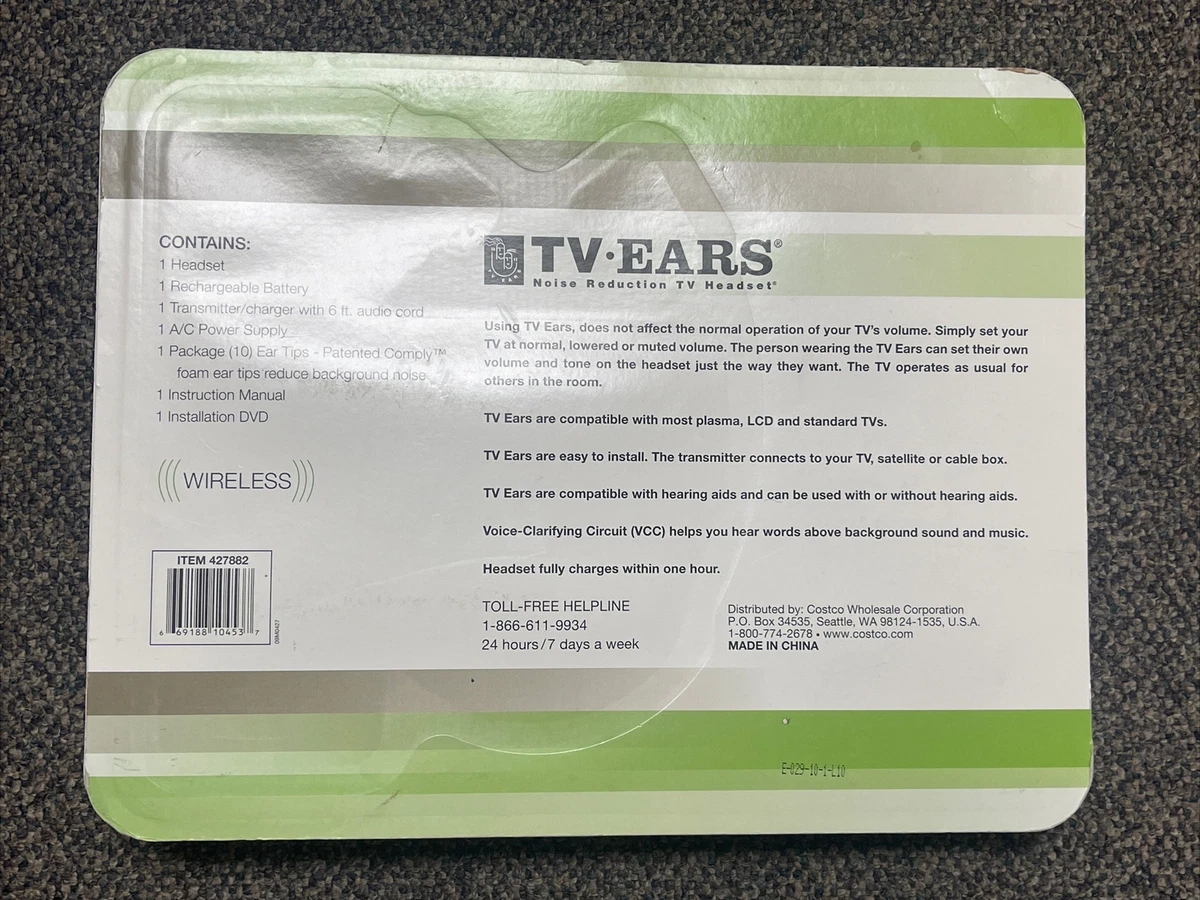 CONTAINS:
1 Headset
1 Rechargeable Battery
1 Transmitter/charger with 6 ft. audio cord
1 A/C Power Supply
1 Package (10) Ear Tips - Patented Comply™
foam ear tips reduce background noise
1 Instruction Manual
1 Installation DVD
(((WIRELESS)))
ITEM 427882
6 69188 10453 7
09M0427
TV EARS
TV·EARS®
Noise Reduction TV Headset®
Using TV Ears, does not affect the normal operation of your TV's volume. Simply set your
TV at normal, lowered or muted volume. The person wearing the TV Ears can set their own
volume and tone on the headset just the way they want. The TV operates as usual for
others in the room.
TV Ears are compatible with most plasma, LCD and standard TVs.
TV Ears are easy to install. The transmitter connects to your TV, satellite or cable box.
TV Ears are compatible with hearing aids and can be used with or without hearing aids.
Voice-Clarifying Circuit (VCC) helps you hear words above background sound and music.
Headset fully charges within one hour.
TOLL-FREE HELPLINE
1-866-611-9934
24 hours/7 days a week
Distributed by: Costco Wholesale Corporation
P.O. Box 34535, Seattle, WA 98124-1535, U.S.A.
1-800-774-2678 • www.costco.com
MADE IN CHINA
E-029-10-1-L10